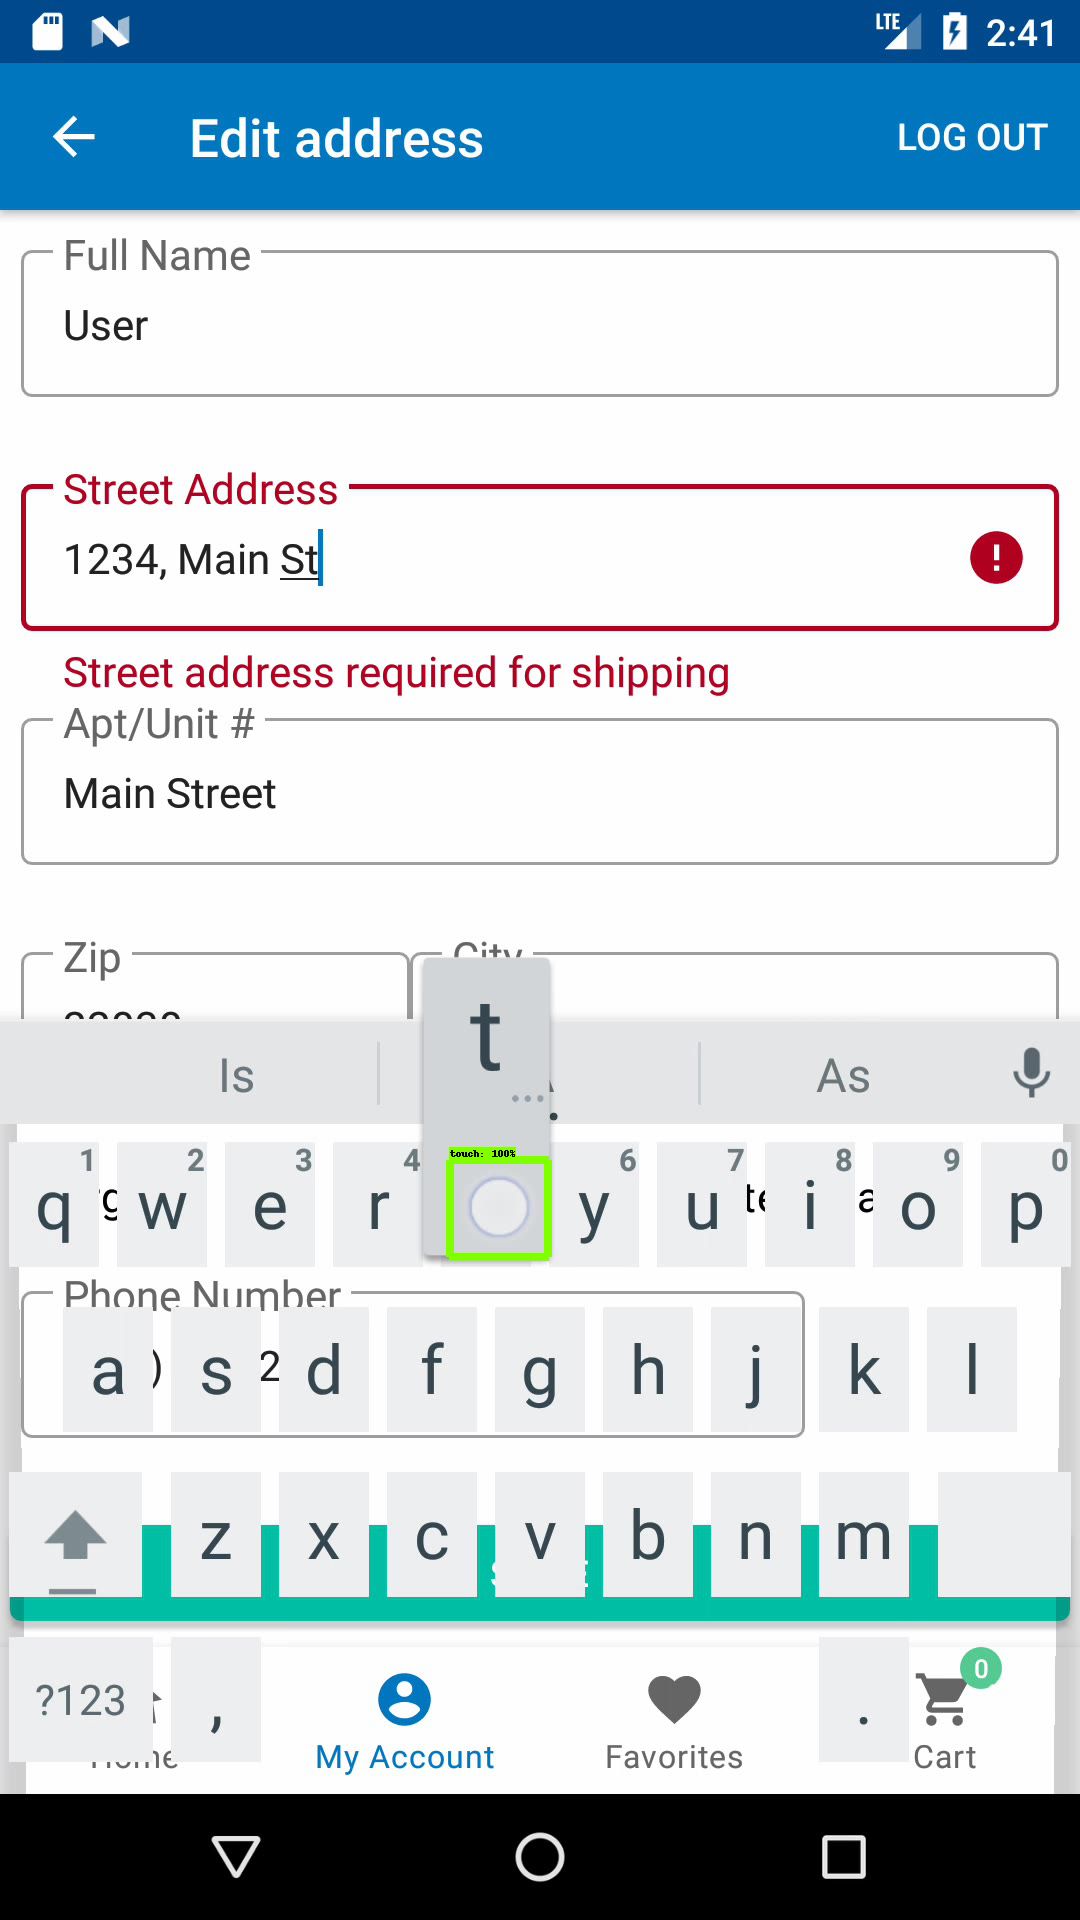 LTE 2:41
Edit address
LOG OUT
Full Name
User
Street Address
1234, Main St
!
Street address required for shipping
Apt/Unit #
Main Street
Zip
City
t
Is
As
touch: 100%
1 2 3 4 6 7 8 9 0
q w e r y u i o p
Phone Number
a s d f g h j k l
z x c v b n m
?123 , .
0
Home
My Account
Favorites
Cart